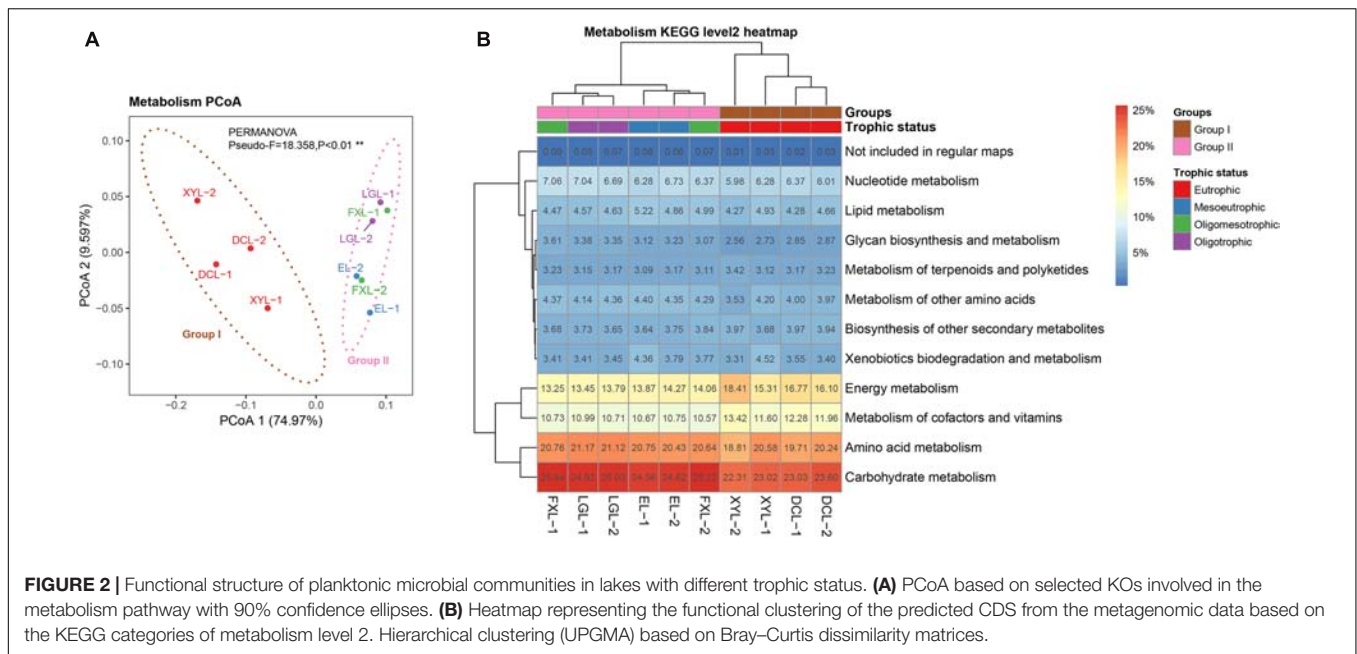 A
Metabolism PCoA
PERMANOVA
Pseudo-F=18.358,P<0.01 **
0.10
0.05
0.00
−0.05
−0.10
PCoA 2 (9.597%)
XYL−2
DCL−2
DCL−1
XYL−1
Group I
LGL−1
FXL−1
LGL−2
EL−2
FXL−2
EL−1
Group II
−0.2
−0.1
0.0
0.1
PCoA 1 (74.97%)
B
Metabolism KEGG level2 heatmap
Groups
Trophic status
Not included in regular maps
7.06 7.04 6.69 6.28 6.73 6.37 5.98 6.28 6.37 6.01 Nucleotide metabolism
4.47 4.57 4.63 5.22 4.86 4.99 4.27 4.93 4.28 4.66 Lipid metabolism
3.61 3.38 3.35 3.12 3.23 3.07 2.56 2.73 2.85 2.87 Glycan biosynthesis and metabolism
3.23 3.15 3.17 3.09 3.17 3.11 3.42 3.12 3.17 3.23 Metabolism of terpenoids and polyketides
4.37 4.14 4.36 4.40 4.35 4.29 3.53 4.20 4.00 3.97 Metabolism of other amino acids
3.68 3.73 3.65 3.64 3.75 3.84 3.97 3.68 3.97 3.94 Biosynthesis of other secondary metabolites
3.41 3.41 3.45 4.36 3.79 3.77 3.31 4.52 3.55 3.40 Xenobiotics biodegradation and metabolism
13.25 13.45 13.79 13.87 14.27 14.06 18.41 15.31 16.77 16.10 Energy metabolism
10.73 10.99 10.71 10.67 10.75 10.57 13.42 11.60 12.28 11.96 Metabolism of cofactors and vitamins
20.76 21.17 21.12 20.75 20.43 20.64 18.81 20.58 19.71 20.24 Amino acid metabolism
22.31 23.02 23.03 23.60 Carbohydrate metabolism
FXL−1 LGL−1 LGL−2 EL−1 EL−2 FXL−2 XYL−2 XYL−1 DCL−1 DCL−2
25%
20%
15%
10%
5%
Groups
Group I
Group II
Trophic status
Eutrophic
Mesoeutrophic
Oligomesotrophic
Oligotrophic
FIGURE 2 | Functional structure of planktonic microbial communities in lakes with different trophic status. (A) PCoA based on selected KOs involved in the
metabolism pathway with 90% confidence ellipses. (B) Heatmap representing the functional clustering of the predicted CDS from the metagenomic data based on
the KEGG categories of metabolism level 2. Hierarchical clustering (UPGMA) based on Bray–Curtis dissimilarity matrices.